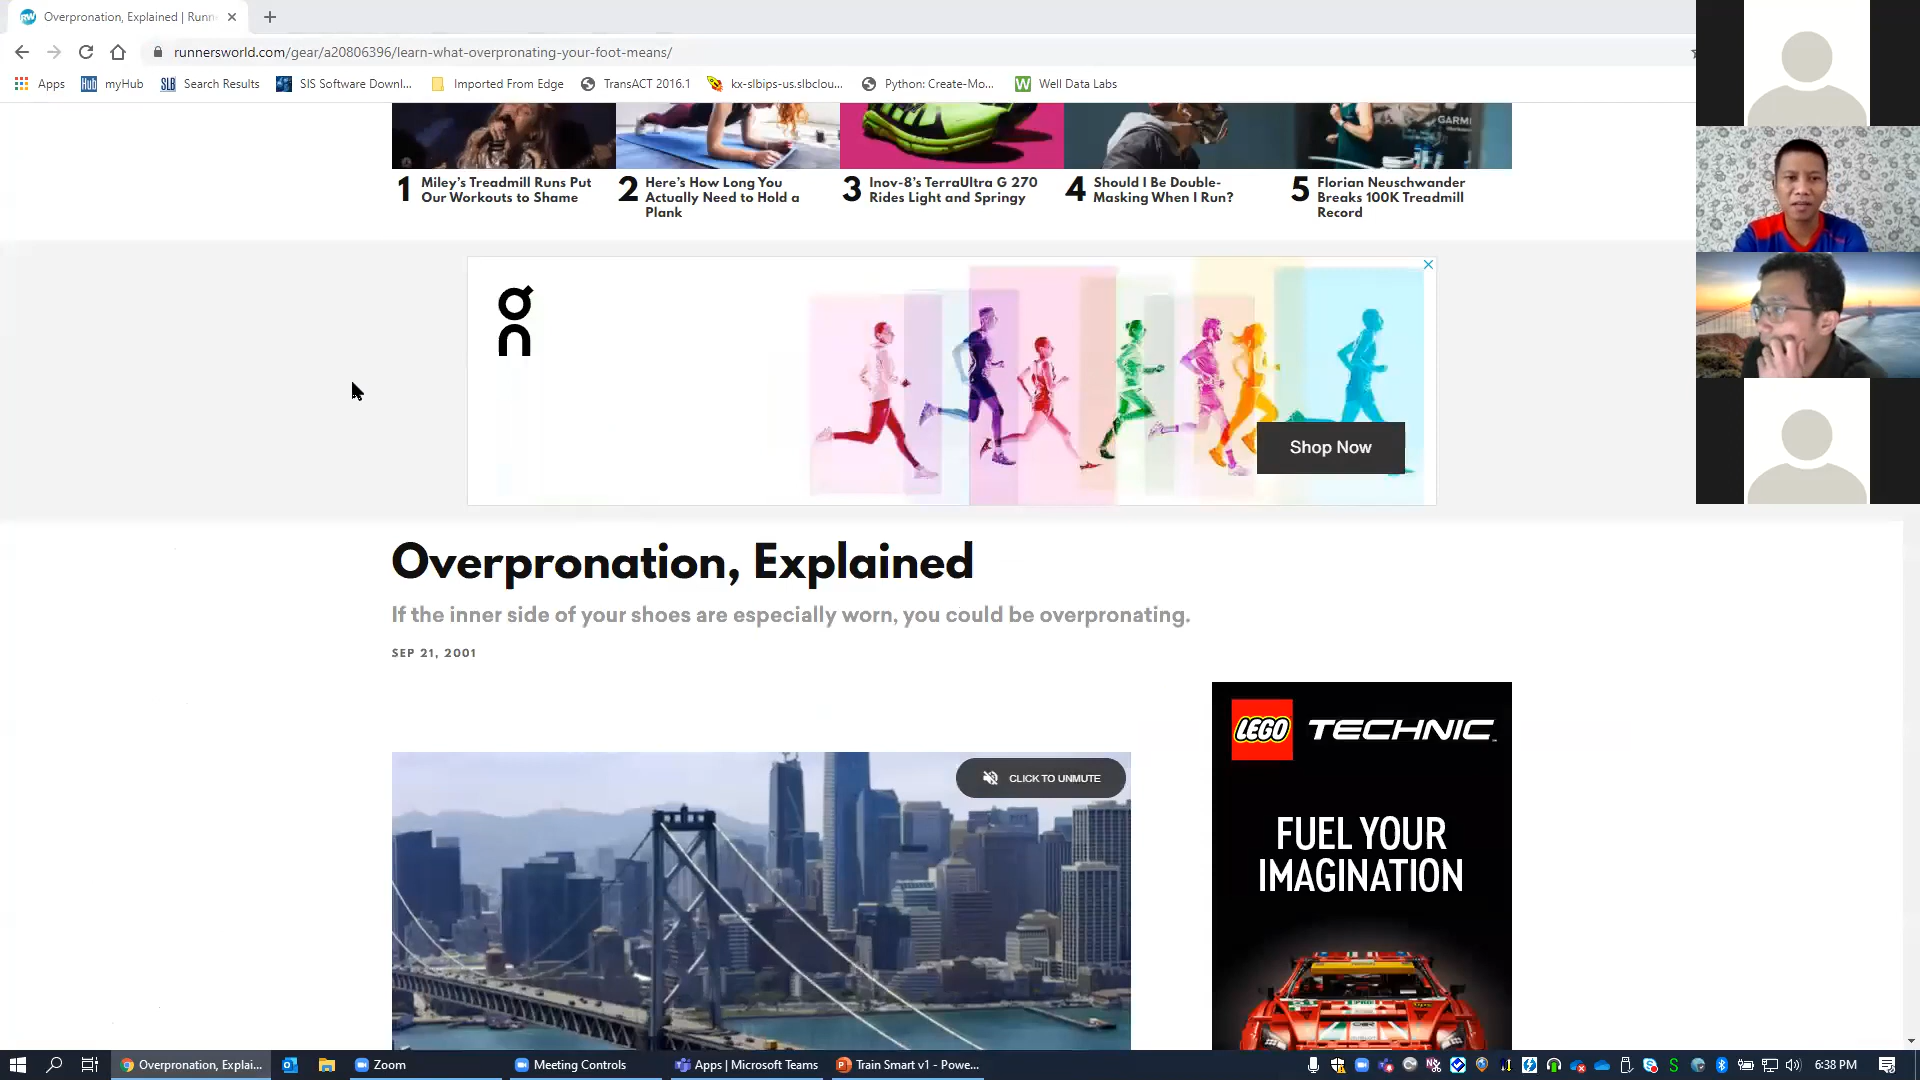 Overpronation, Explained | Runn
runnersworld.com/gear/a20806396/learn-what-overpronating-your-foot-means/
Apps
myHub
Search Results
SIS Software Downl...
Imported From Edge
TransACT 2016.1
kx-slbips-us.slbclou...
Python: Create-Mo...
Well Data Labs
1 Miley's Treadmill Runs Put
Our Workouts to Shame
2 Here's How Long You
Actually Need to Hold a
Plank
3 Inov-8's TerraUltra G 270
Rides Light and Springy
4 Should I Be Double-
Masking When I Run?
5 Florian Neuschwander
Breaks 100K Treadmill
Record
GARMI
on
Shop Now
Overpronation, Explained
If the inner side of your shoes are especially worn, you could be overpronating.
SEP 21, 2001
CLICK TO UNMUTE
LEGO TECHNIC
FUEL YOUR
IMAGINATION
Overpronation, Explai...
Zoom
Meeting Controls
Apps | Microsoft Teams
Train Smart v1 - Powe...
6:38 PM